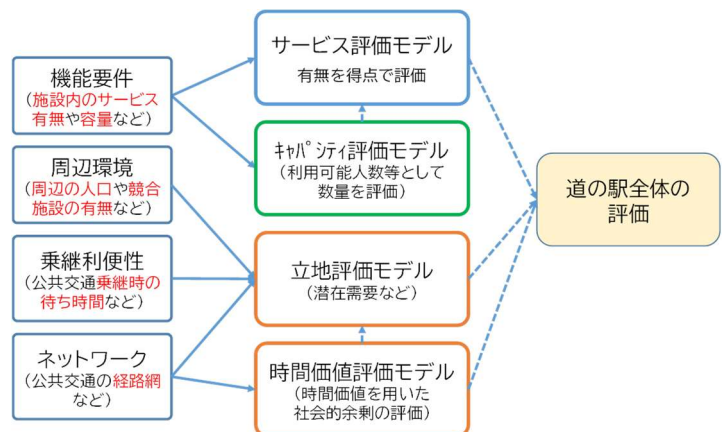 機能要件
（施設内のサービス
有無や容量など）
周辺環境
（周辺の人口や競合
施設の有無など）
乗継利便性
（公共交通乗継時の
待ち時間など）
ネットワーク
（公共交通の経路網
など）
サービス評価モデル
有無を得点で評価
ｷｬﾊﾟｼﾃｨ評価モデル
（利用可能人数等として
数量を評価）
立地評価モデル
（潜在需要など）
時間価値評価モデル
（時間価値を用いた
社会的余剰の評価）
道の駅全体の
評価